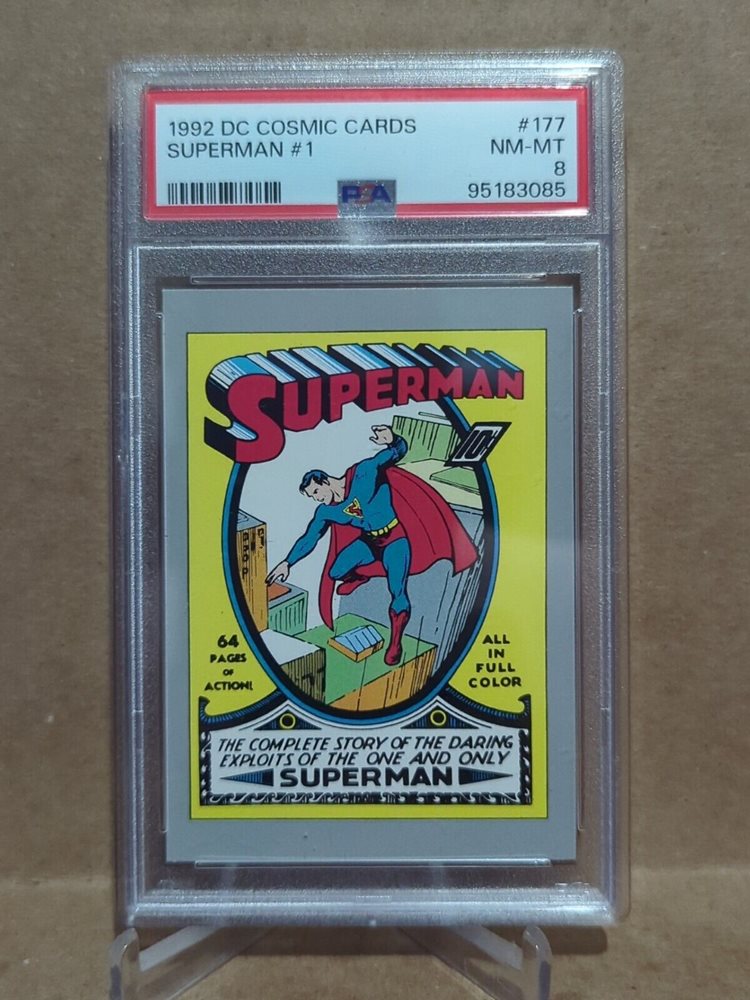 1992 DC COSMIC CARDS #177
SUPERMAN #1 NM-MT
8
PSA 95183085
SUPERMAN
10¢
64
PAGES
OF
ACTION!
ALL
IN
FULL
COLOR
THE COMPLETE STORY OF THE DARING
EXPLOITS OF THE ONE AND ONLY
SUPERMAN